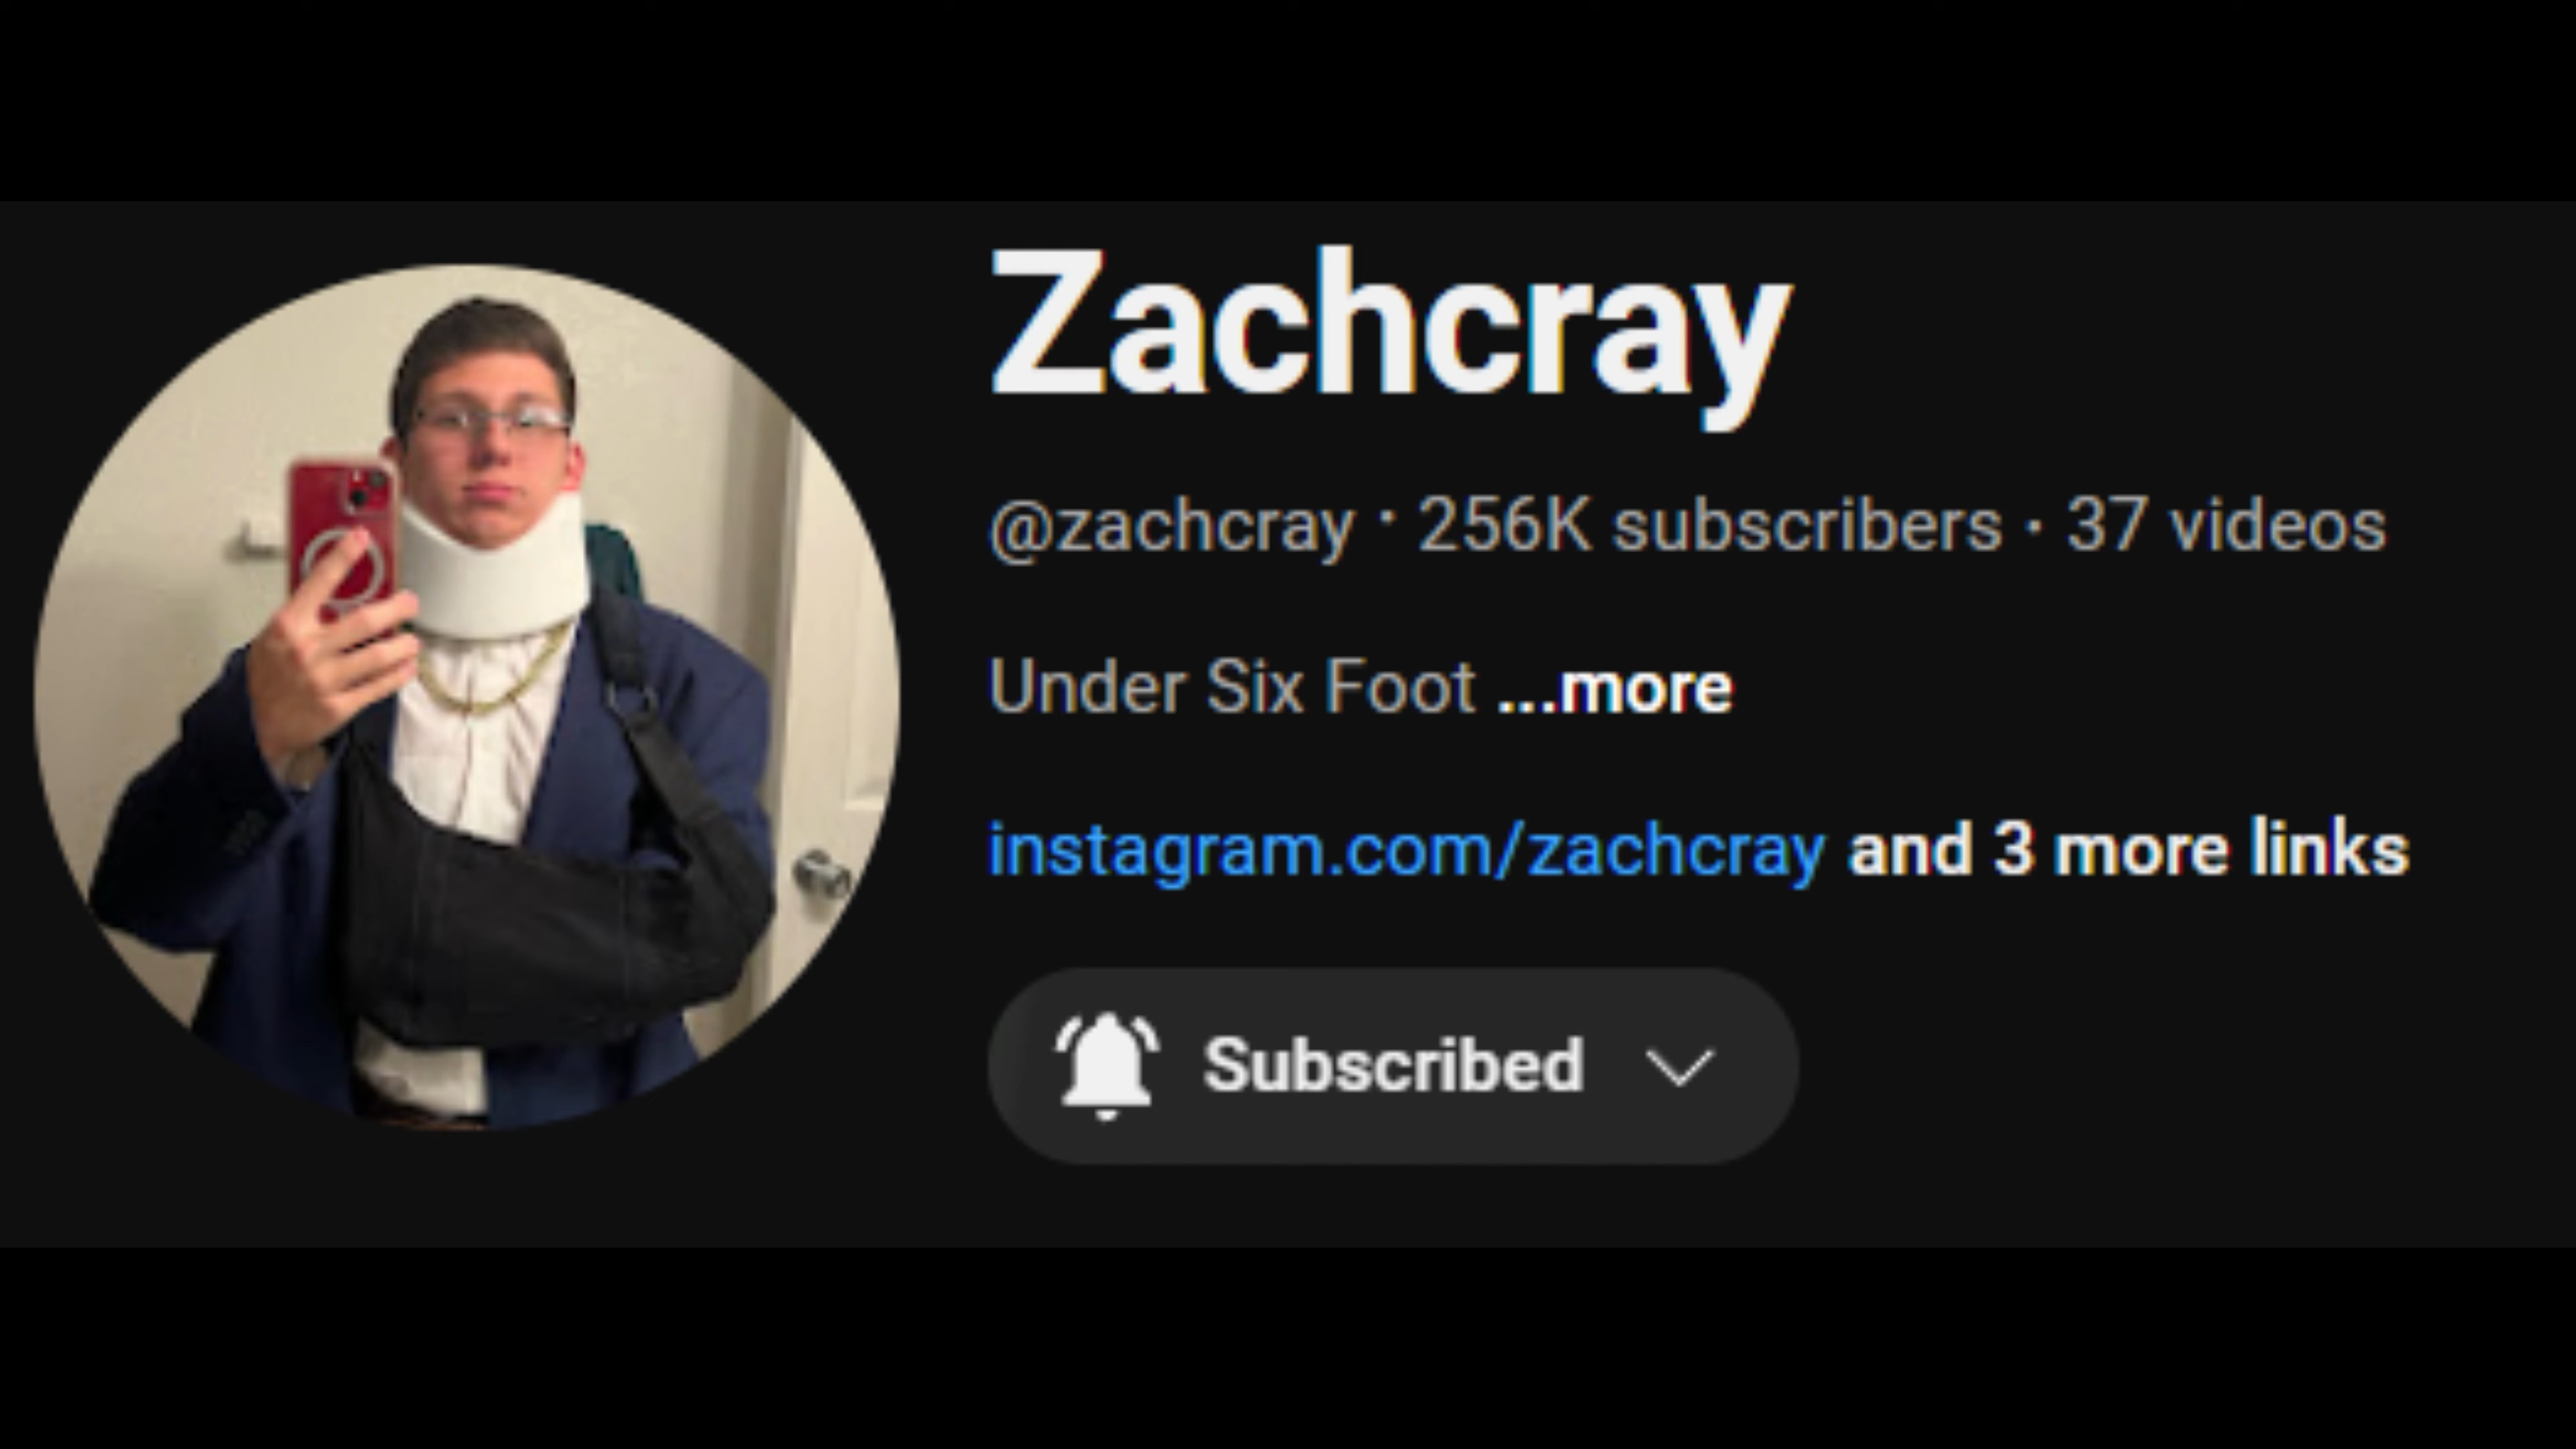 Zachcray
@zachcray · 256K subscribers · 37 videos
Under Six Foot ...more
instagram.com/zachcray and 3 more links
Subscribed